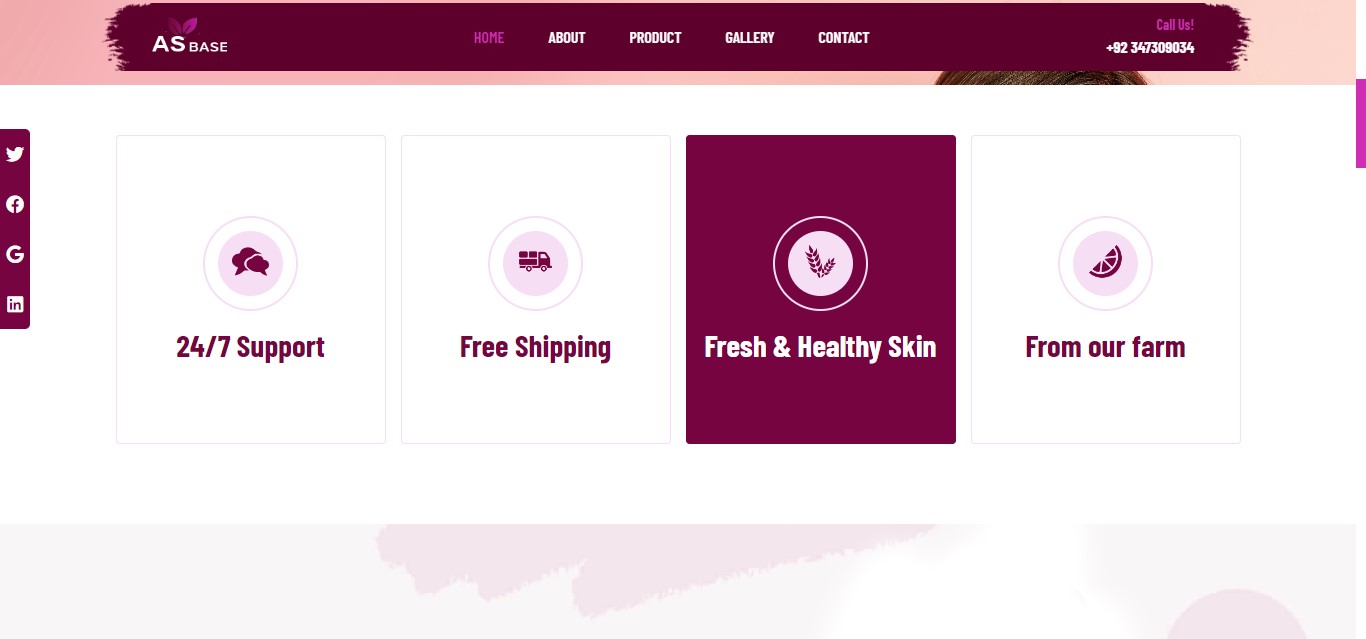 AS BASE
HOME ABOUT PRODUCT GALLERY CONTACT
Call Us!
+92 347309034
24/7 Support
Free Shipping
Fresh & Healthy Skin
From our farm